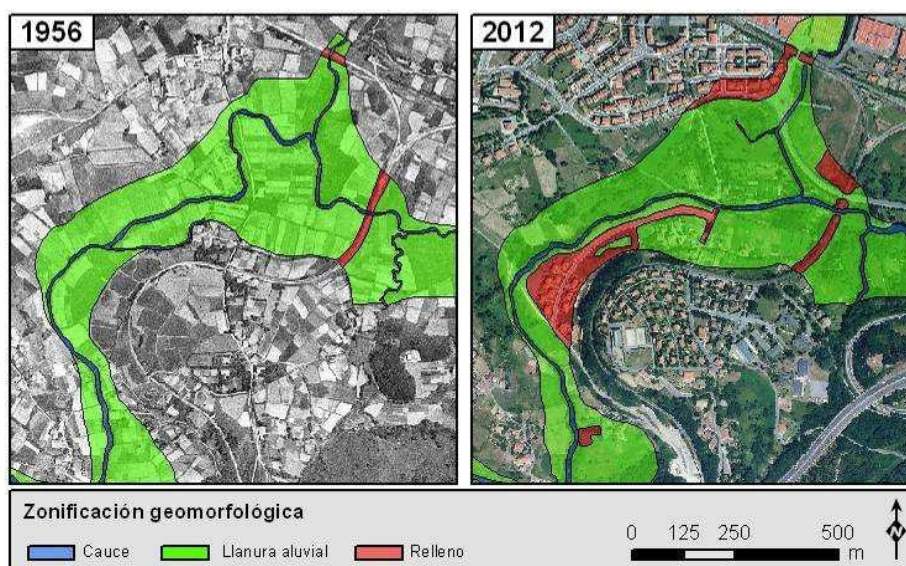 1956
2012
Zonificación geomorfológica
Cauce
Llanura aluvial
Relleno
0 125 250 500
m
N